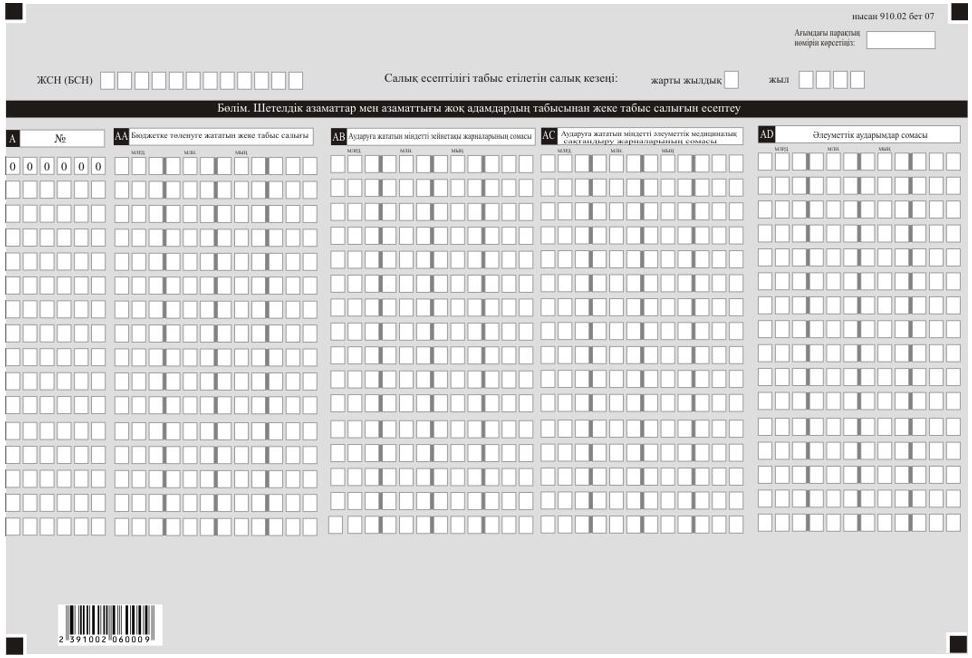 нысан 910.02 бет 07
Ағымдағы парақтың
нөмірін көрсетіңіз:
ЖСН (БСН)
Салық есептілігі табыс етілетін салық кезеңі:
жарты жылдық
жыл
Бөлім. Шетелдік азаматтар мен азаматтығы жоқ адамдардың табысынан жеке табыс салығын есептеу
A №
AA Бюджетке төленуге жататын жеке табыс салығы
AB Аударуға жататын міндетті зейнетақы жарналарының сомасы
AC Аударуға жататын міндетті әлеуметтік медициналық
сақтандыру жарналарының сомасы
AD Әлеуметтік аударымдар сомасы
млрд. млн. мың
млрд. млн. мың
млрд. млн. мың
млрд. млн. мың
0 0 0 0 0 0
2 391002 060009